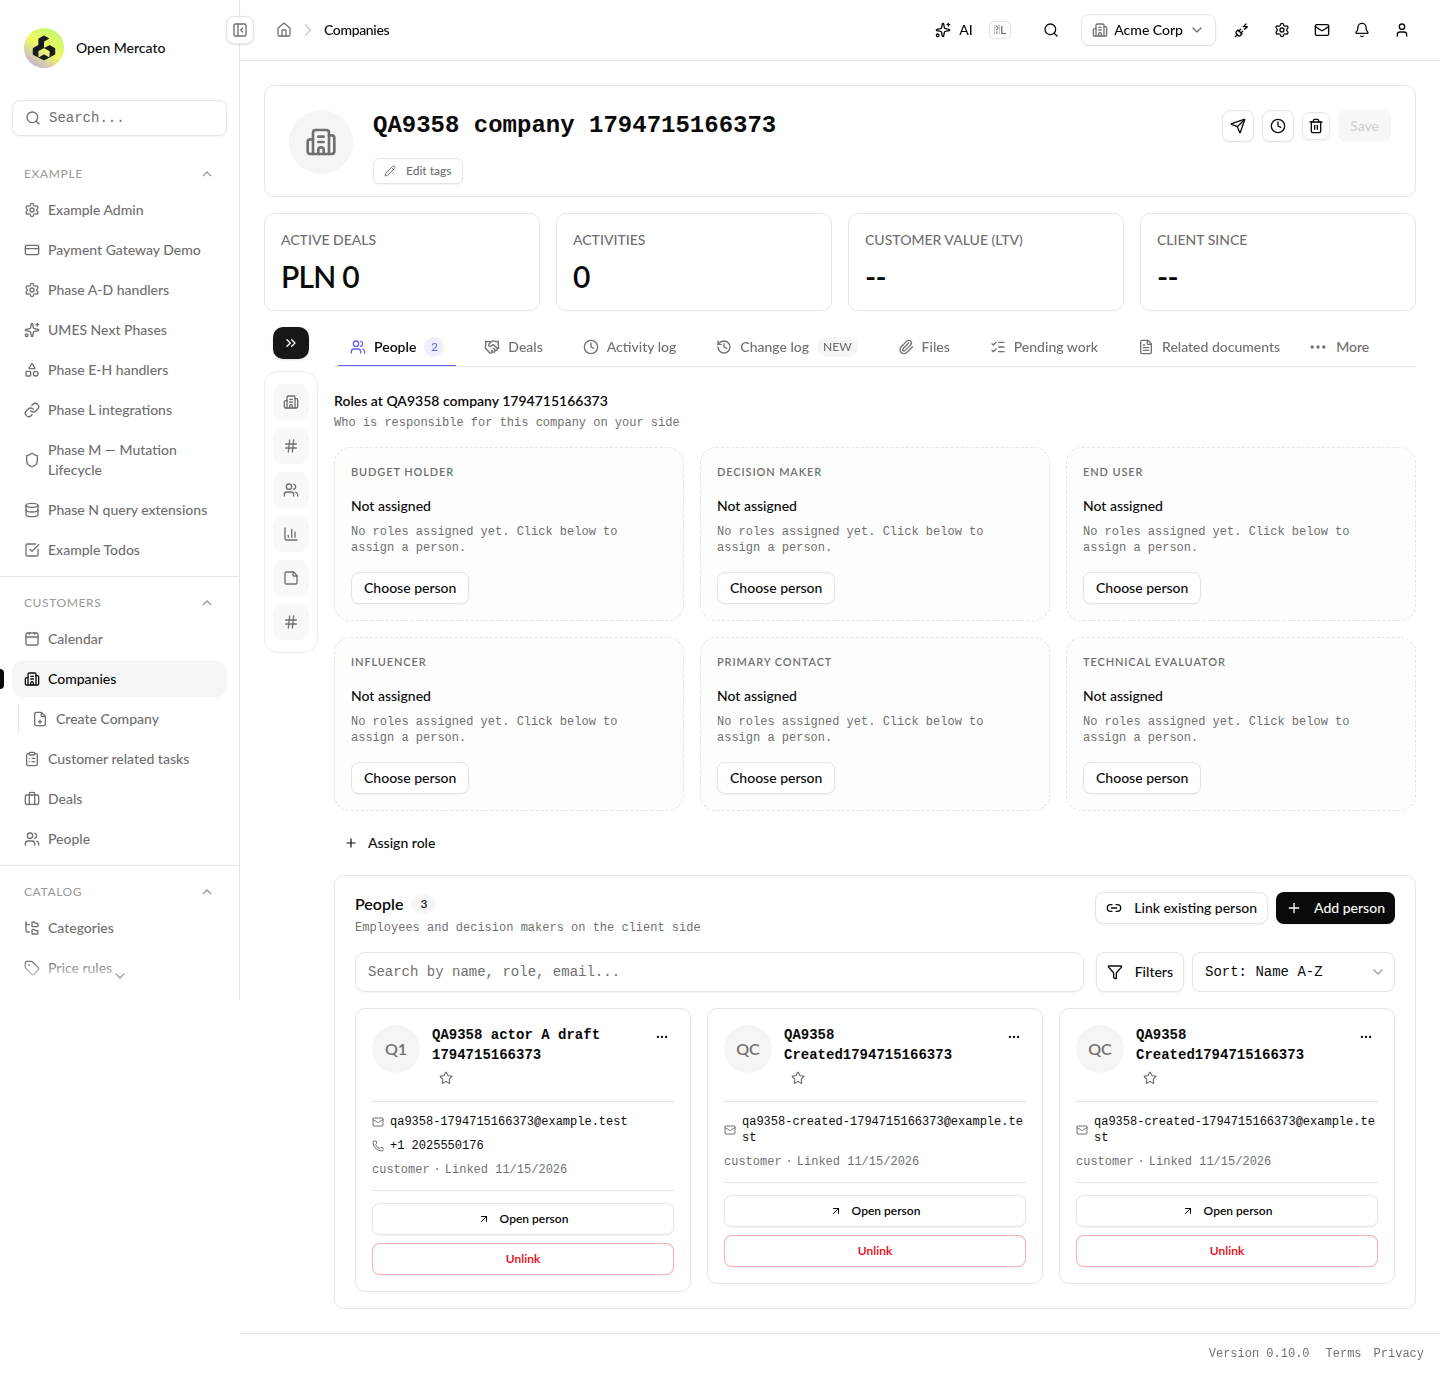 Open Mercato
Search...
EXAMPLE
Example Admin
Payment Gateway Demo
Phase A-D handlers
UMES Next Phases
Phase E-H handlers
Phase L integrations
Phase M — Mutation
Lifecycle
Phase N query extensions
Example Todos
CUSTOMERS
Calendar
Companies
Create Company
Customer related tasks
Deals
People
CATALOG
Categories
Price rules
Companies
AI
L
Acme Corp
QA9358 company 1794715166373
Edit tags
Save
ACTIVE DEALS
PLN 0
ACTIVITIES
0
CUSTOMER VALUE (LTV)
--
CLIENT SINCE
--
People 2
Deals
Activity log
Change log NEW
Files
Pending work
Related documents
More
Roles at QA9358 company 1794715166373
Who is responsible for this company on your side
BUDGET HOLDER
Not assigned
No roles assigned yet. Click below to
assign a person.
Choose person
DECISION MAKER
Not assigned
No roles assigned yet. Click below to
assign a person.
Choose person
END USER
Not assigned
No roles assigned yet. Click below to
assign a person.
Choose person
INFLUENCER
Not assigned
No roles assigned yet. Click below to
assign a person.
Choose person
PRIMARY CONTACT
Not assigned
No roles assigned yet. Click below to
assign a person.
Choose person
TECHNICAL EVALUATOR
Not assigned
No roles assigned yet. Click below to
assign a person.
Choose person
Assign role
People 3
Employees and decision makers on the client side
Link existing person
Add person
Search by name, role, email...
Filters
Sort: Name A-Z
Q1
QA9358 actor A draft
1794715166373
qa9358-1794715166373@example.test
+1 2025550176
customer · Linked 11/15/2026
Open person
Unlink
QC
QA9358
Created1794715166373
qa9358-created-1794715166373@example.te
st
customer · Linked 11/15/2026
Open person
Unlink
QC
QA9358
Created1794715166373
qa9358-created-1794715166373@example.te
st
customer · Linked 11/15/2026
Open person
Unlink
Version 0.10.0
Terms
Privacy